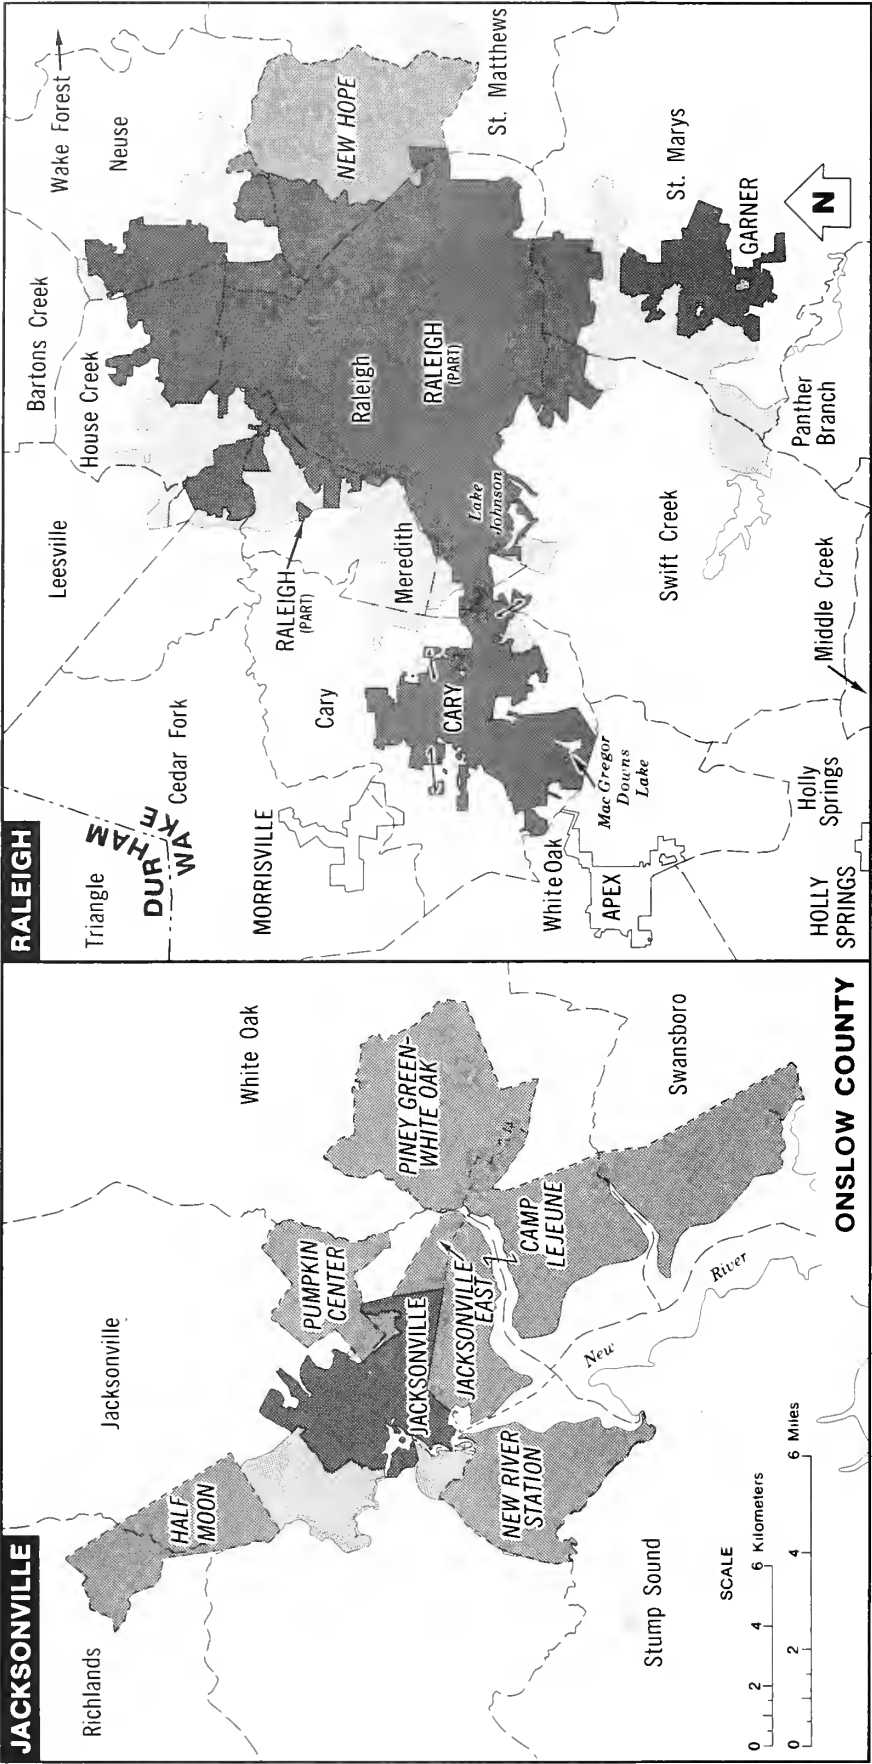 JACKSONVILLE
Richlands
Jacksonville
White Oak
HALF
MOON
PUMPKIN
CENTER
PINEY GREEN-
WHITE OAK
JACKSONVILLE
JACKSONVILLE
EAST
CAMP
LEJEUNE
NEW RIVER
STATION
New
River
Swansboro
Stump Sound
ONSLOW COUNTY
SCALE
0 2 4 6 Kilometers
0 2 4 6 Miles
RALEIGH
Triangle
DURHAM
WAKE
Cedar Fork
Leesville
Bartons Creek
House Creek
Wake Forest
Neuse
NEW HOPE
St. Matthews
MORRISVILLE
Cary
RALEIGH
(PART)
Meredith
Raleigh
RALEIGH
(PART)
CARY
Lake
Johnson
White Oak
APEX
MacGregor
Downs
Lake
Swift Creek
St. Marys
GARNER
N
Panther
Branch
Middle Creek
Holly
Springs
HOLLY
SPRINGS